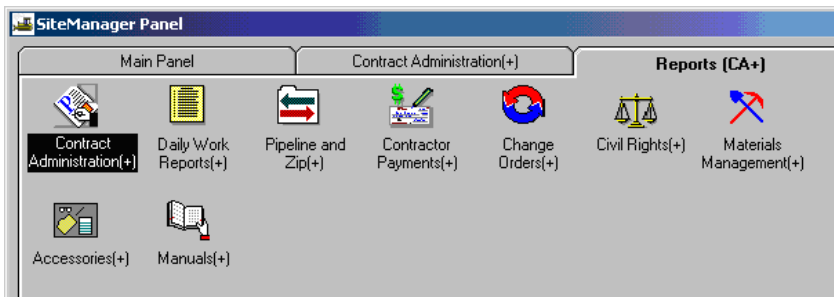 SiteManager Panel
Main Panel
Contract Administration(+)
Reports (CA+)
Contract
Administration(+)
Daily Work
Reports(+)
Pipeline and
Zip(+)
Contractor
Payments(+)
Change
Orders(+)
Civil Rights(+)
Materials
Management(+)
Accessories(+)
Manuals(+)